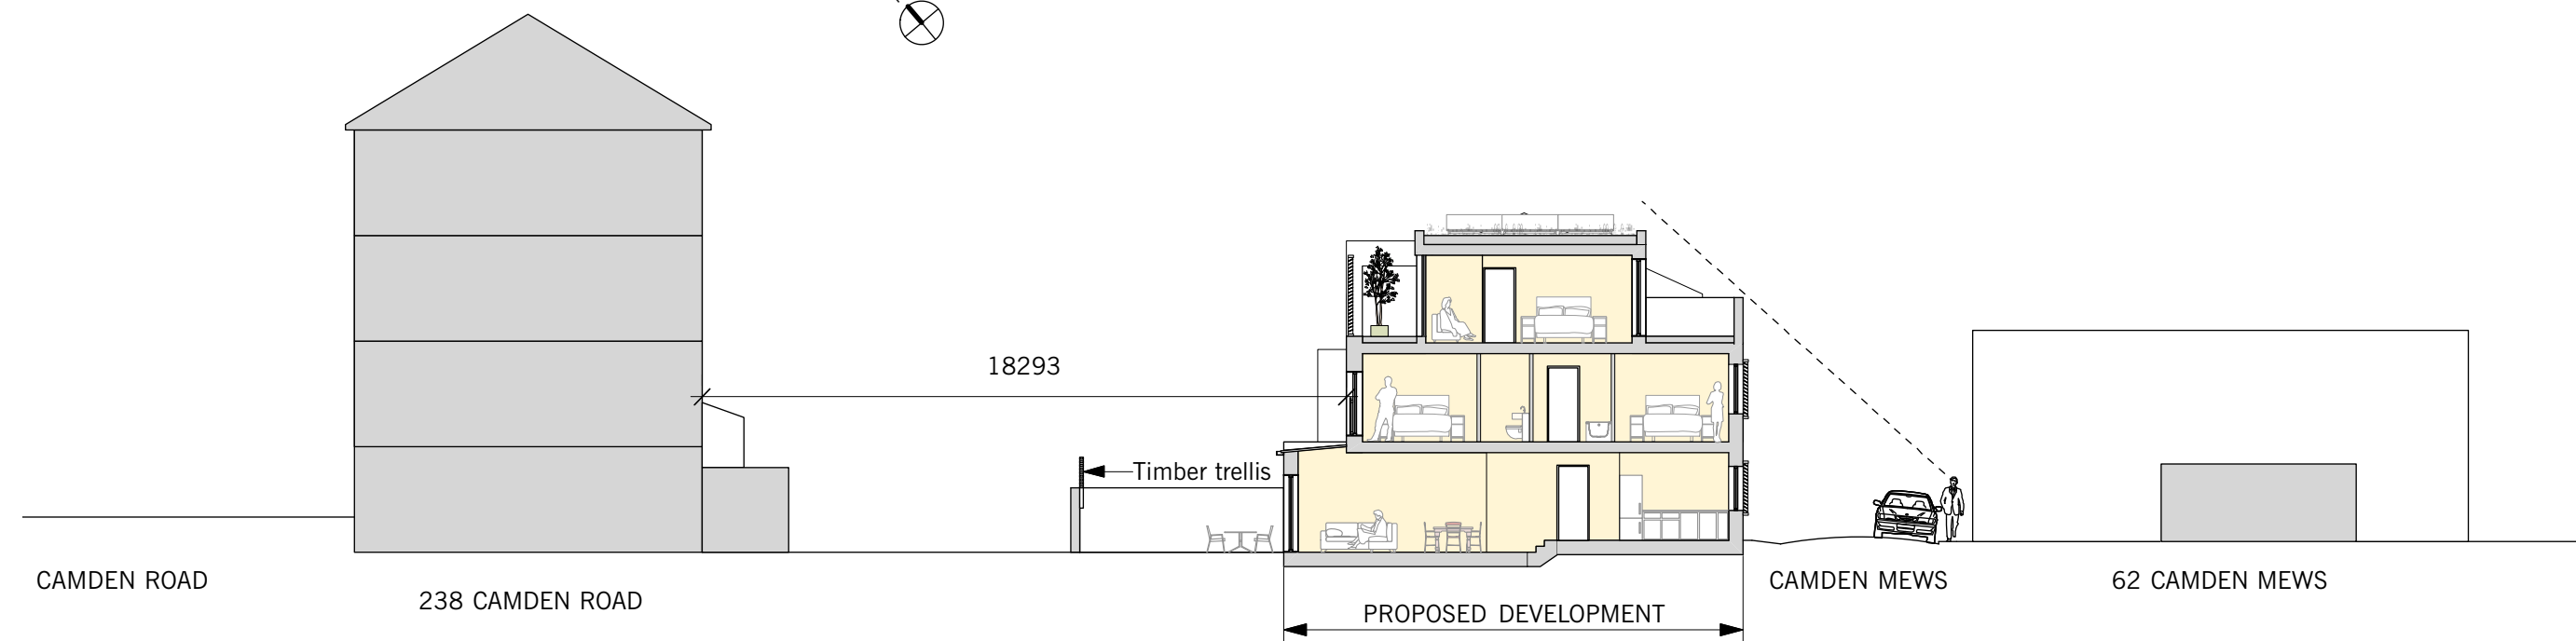 18293
Timber trellis
CAMDEN ROAD
238 CAMDEN ROAD
PROPOSED DEVELOPMENT
CAMDEN MEWS
62 CAMDEN MEWS